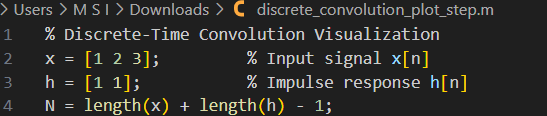 > Users > M S I > Downloads > discrete_convolution_plot_step.m
1 % Discrete-Time Convolution Visualization
2 x = [1 2 3]; % Input signal x[n]
3 h = [1 1]; % Impulse response h[n]
4 N = length(x) + length(h) - 1;